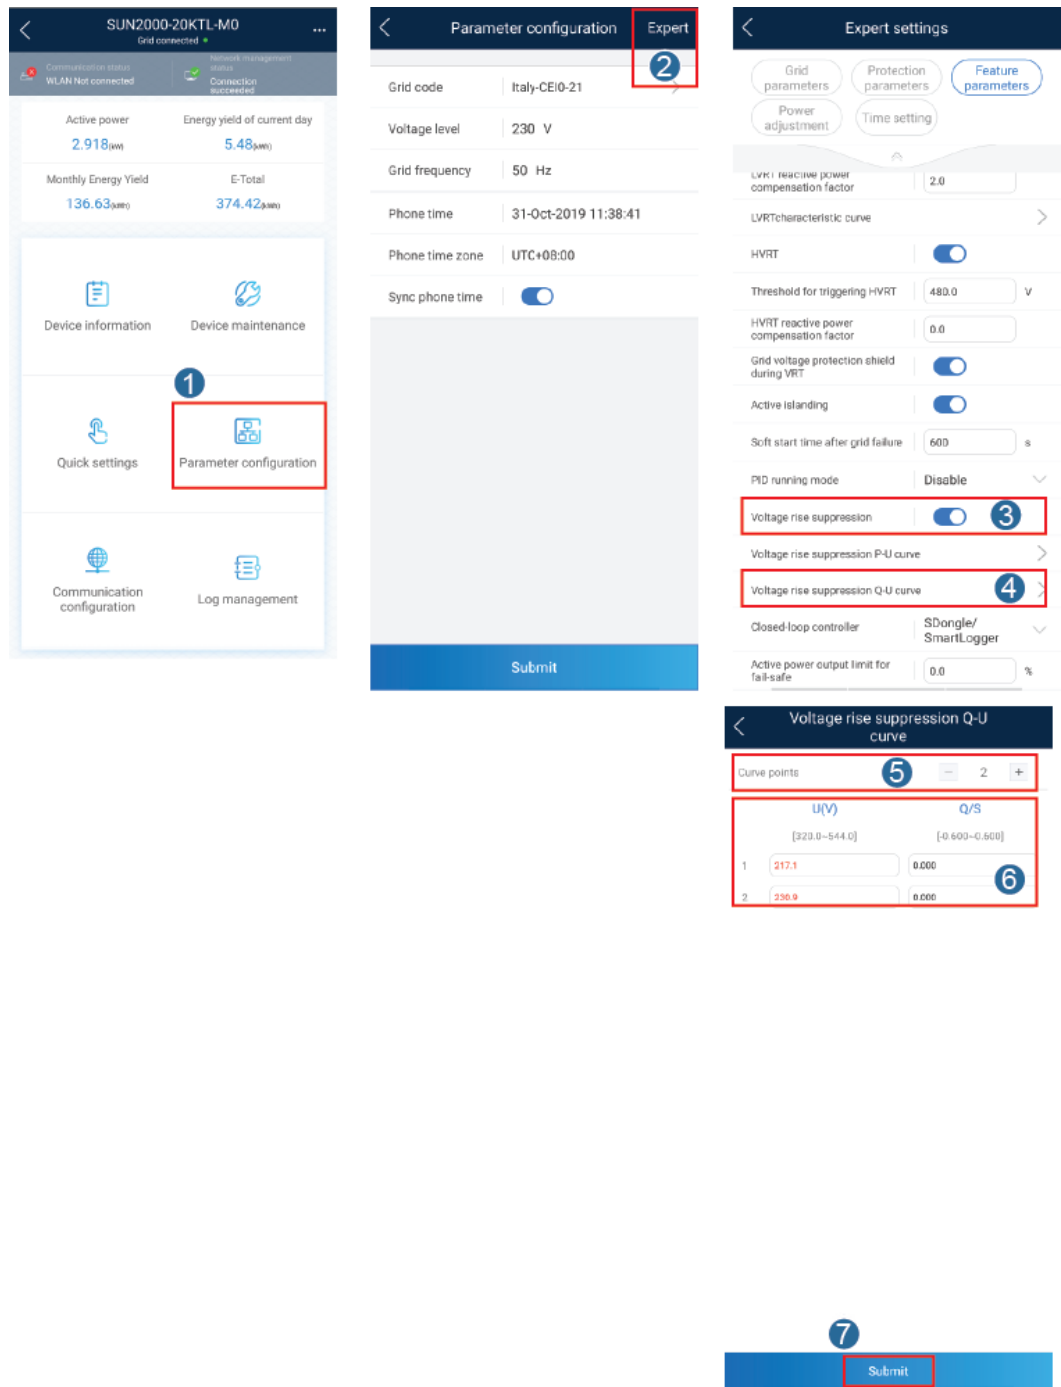 SUN2000-20KTL-M0
Grid connected
Communication status
WLAN Not connected
Network management
status
Connection
succeeded
Active power
Energy yield of current day
2.918(kW)
5.48(kWh)
Monthly Energy Yield
E-Total
136.63(kWh)
374.42(kWh)
Device information
Device maintenance
1
Quick settings
Parameter configuration
Communication
configuration
Log management
Parameter configuration
Expert
2
Grid code
Italy-CEI0-21
Voltage level
230 V
Grid frequency
50 Hz
Phone time
31-Oct-2019 11:38:41
Phone time zone
UTC+08:00
Sync phone time
Submit
Expert settings
Grid
parameters
Protection
parameters
Feature
parameters
Power
adjustment
Time setting
LVRT reactive power
compensation factor
2.0
LVRTcharacteristic curve
HVRT
Threshold for triggering HVRT
480.0
V
HVRT reactive power
compensation factor
0.0
Grid voltage protection shield
during VRT
Active islanding
Soft start time after grid failure
600
s
PID running mode
Disable
Voltage rise suppression
3
Voltage rise suppression P-U curve
Voltage rise suppression Q-U curve
4
Closed-loop controller
SDongle/
SmartLogger
Active power output limit for
fail-safe
0.0
%
Voltage rise suppression Q-U
curve
Curve points
5
− 2 +
U(V)
Q/S
[320.0~544.0]
[-0.600~0.600]
1
217.1
0.000
6
2
230.9
0.000
7
Submit